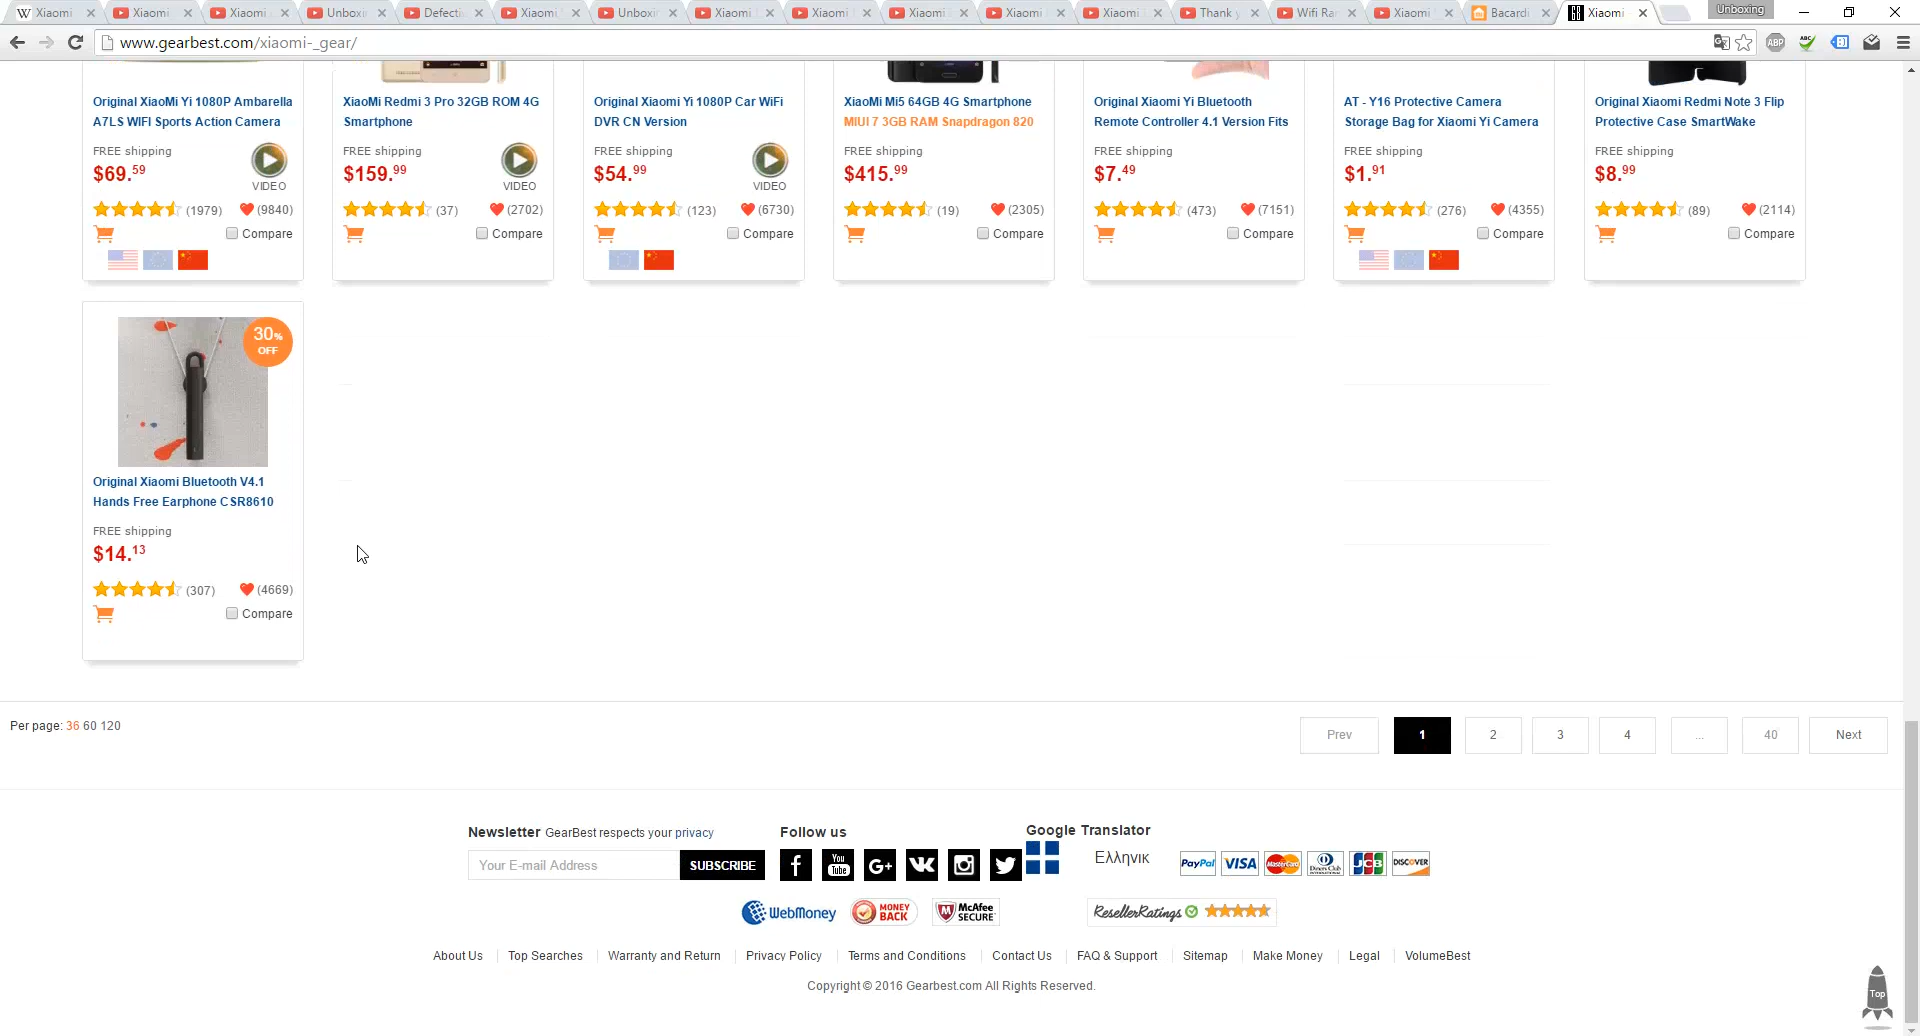 Xiaomi
Xiaomi
Xiaomi
Unboxin
Defecti
Xiaomi
Unboxi
Xiaomi
Xiaomi
Xiaomi
Xiaomi
Xiaomi
Thank y
Wifi Ra
Xiaomi
Bacardi
Xiaomi
Unboxing
www.gearbest.com/xiaomi-_gear/
ABP
ABC
Original XiaoMi Yi 1080P Ambarella
A7LS WIFI Sports Action Camera
FREE shipping
VIDEO
$69.59
(1979)
(9840)
Compare
XiaoMi Redmi 3 Pro 32GB ROM 4G
Smartphone
FREE shipping
VIDEO
$159.99
(37)
(2702)
Compare
Original Xiaomi Yi 1080P Car WiFi
DVR CN Version
FREE shipping
VIDEO
$54.99
(123)
(6730)
Compare
XiaoMi Mi5 64GB 4G Smartphone
MIUI 7 3GB RAM Snapdragon 820
FREE shipping
$415.99
(19)
(2305)
Compare
Original Xiaomi Yi Bluetooth
Remote Controller 4.1 Version Fits
FREE shipping
$7.49
(473)
(7151)
Compare
AT - Y16 Protective Camera
Storage Bag for Xiaomi Yi Camera
FREE shipping
$1.91
(276)
(4355)
Compare
Original Xiaomi Redmi Note 3 Flip
Protective Case SmartWake
FREE shipping
$8.99
(89)
(2114)
Compare
30%
OFF
Original Xiaomi Bluetooth V4.1
Hands Free Earphone CSR8610
FREE shipping
$14.13
(307)
(4669)
Compare
Per page: 36 60 120
Prev 1 2 3 4 ... 40 Next
Newsletter GearBest respects your privacy
Your E-mail Address
SUBSCRIBE
Follow us
You
Tube
Google Translator
Ελληνικ
PayPal VISA MasterCard Diners Club INTERNATIONAL JCB DISCOVER
WebMoney
MONEY
BACK
McAfee
SECURE
ResellerRatings
About Us Top Searches Warranty and Return Privacy Policy Terms and Conditions Contact Us FAQ & Support Sitemap Make Money Legal VolumeBest
Copyright © 2016 Gearbest.com All Rights Reserved.
Top